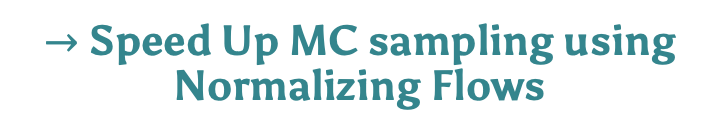 → Speed Up MC sampling using
Normalizing Flows